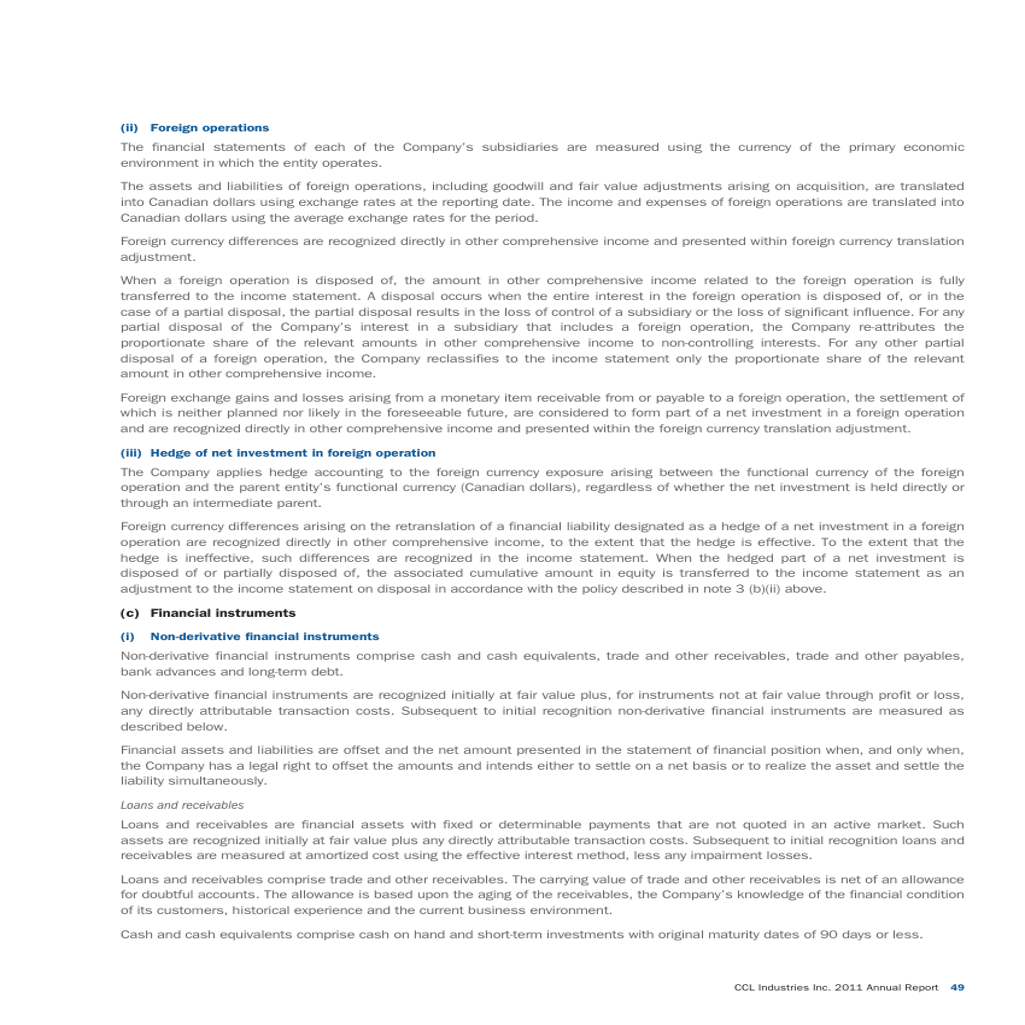 (ii) Foreign operations
The financial statements of each of the Company's subsidiaries are measured using the currency of the primary economic
environment in which the entity operates.
The assets and liabilities of foreign operations, including goodwill and fair value adjustments arising on acquisition, are translated
into Canadian dollars using exchange rates at the reporting date. The income and expenses of foreign operations are translated into
Canadian dollars using the average exchange rates for the period.
Foreign currency differences are recognized directly in other comprehensive income and presented within foreign currency translation
adjustment.
When a foreign operation is disposed of, the amount in other comprehensive income related to the foreign operation is fully
transferred to the income statement. A disposal occurs when the entire interest in the foreign operation is disposed of, or in the
case of a partial disposal, the partial disposal results in the loss of control of a subsidiary or the loss of significant influence. For any
partial disposal of the Company's interest in a subsidiary that includes a foreign operation, the Company re-attributes the
proportionate share of the relevant amounts in other comprehensive income to non-controlling interests. For any other partial
disposal of a foreign operation, the Company reclassifies to the income statement only the proportionate share of the relevant
amount in other comprehensive income.
Foreign exchange gains and losses arising from a monetary item receivable from or payable to a foreign operation, the settlement of
which is neither planned nor likely in the foreseeable future, are considered to form part of a net investment in a foreign operation
and are recognized directly in other comprehensive income and presented within the foreign currency translation adjustment.
(iii) Hedge of net investment in foreign operation
The Company applies hedge accounting to the foreign currency exposure arising between the functional currency of the foreign
operation and the parent entity's functional currency (Canadian dollars), regardless of whether the net investment is held directly or
through an intermediate parent.
Foreign currency differences arising on the retranslation of a financial liability designated as a hedge of a net investment in a foreign
operation are recognized directly in other comprehensive income, to the extent that the hedge is effective. To the extent that the
hedge is ineffective, such differences are recognized in the income statement. When the hedged part of a net investment is
disposed of or partially disposed of, the associated cumulative amount in equity is transferred to the income statement as an
adjustment to the income statement on disposal in accordance with the policy described in note 3 (b)(ii) above.
(c) Financial instruments
(i) Non-derivative financial instruments
Non-derivative financial instruments comprise cash and cash equivalents, trade and other receivables, trade and other payables,
bank advances and long-term debt.
Non-derivative financial instruments are recognized initially at fair value plus, for instruments not at fair value through profit or loss,
any directly attributable transaction costs. Subsequent to initial recognition non-derivative financial instruments are measured as
described below.
Financial assets and liabilities are offset and the net amount presented in the statement of financial position when, and only when,
the Company has a legal right to offset the amounts and intends either to settle on a net basis or to realize the asset and settle the
liability simultaneously.
Loans and receivables
Loans and receivables are financial assets with fixed or determinable payments that are not quoted in an active market. Such
assets are recognized initially at fair value plus any directly attributable transaction costs. Subsequent to initial recognition loans and
receivables are measured at amortized cost using the effective interest method, less any impairment losses.
Loans and receivables comprise trade and other receivables. The carrying value of trade and other receivables is net of an allowance
for doubtful accounts. The allowance is based upon the aging of the receivables, the Company's knowledge of the financial condition
of its customers, historical experience and the current business environment.
Cash and cash equivalents comprise cash on hand and short-term investments with original maturity dates of 90 days or less.
CCL Industries Inc. 2011 Annual Report 49